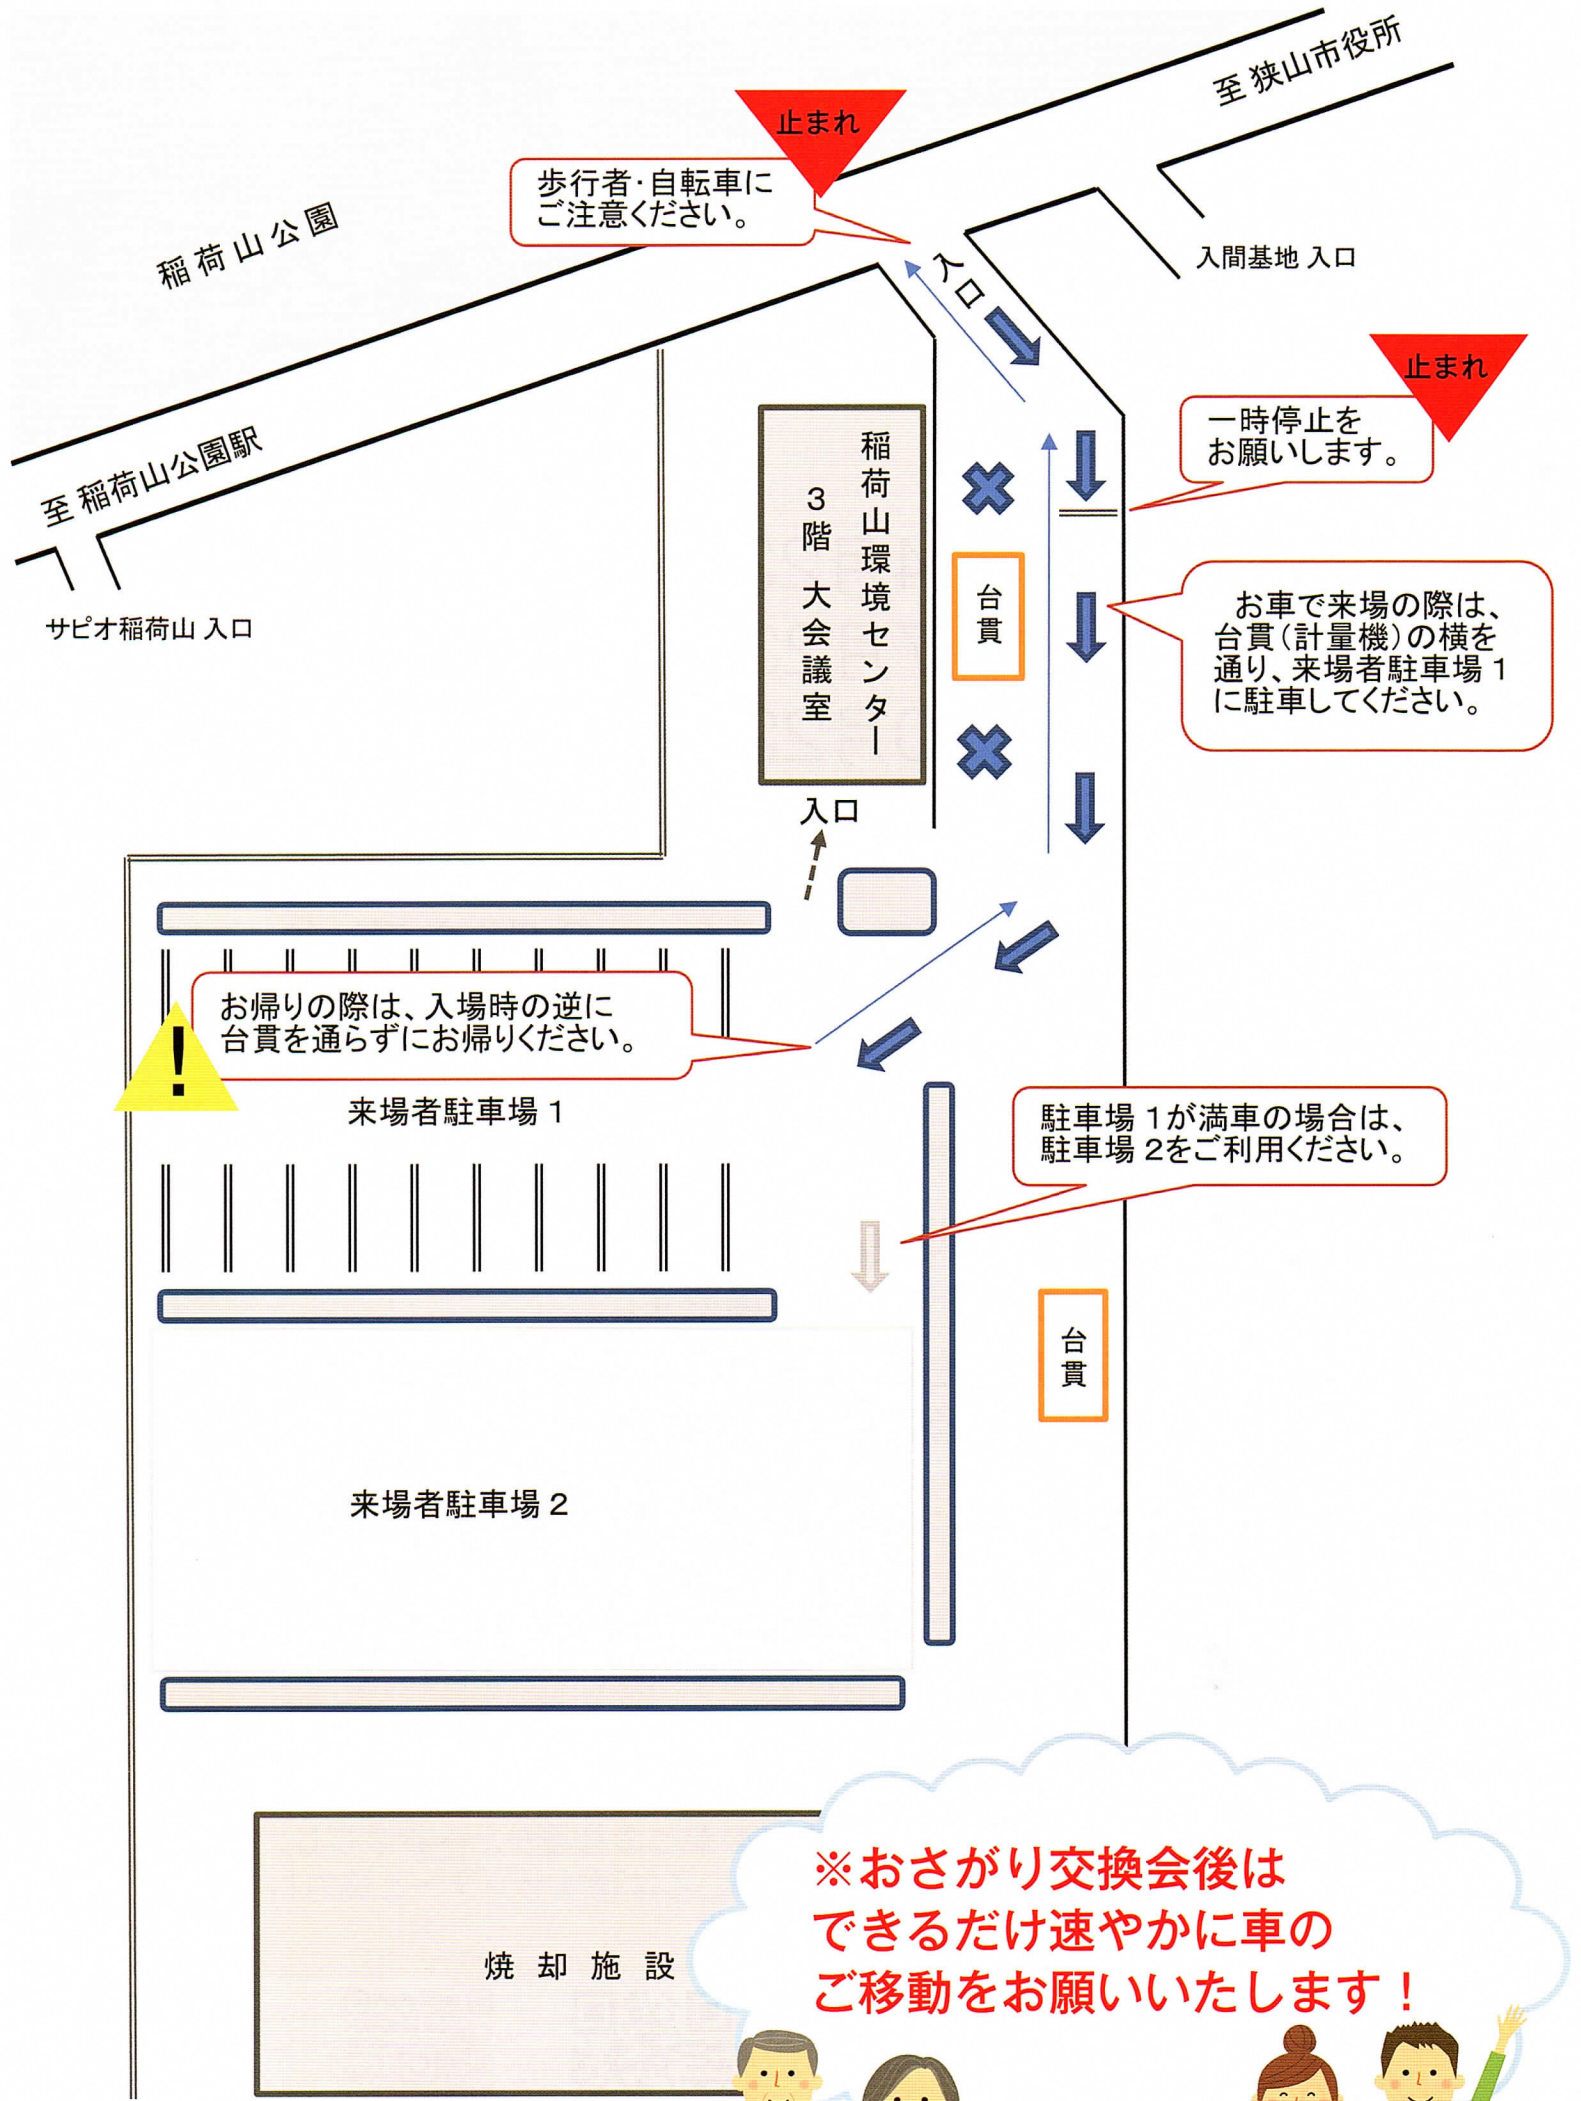 至 狭山市役所
止まれ
歩行者・自転車に
ご注意ください。
稲荷山公園
入口
入間基地 入口
止まれ
一時停止を
お願いします。
至 稲荷山公園駅
サピオ稲荷山 入口
稲荷山環境センター
3階 大会議室
台貫
お車で来場の際は、
台貫（計量機）の横を
通り、来場者駐車場1
に駐車してください。
入口
お帰りの際は、入場時の逆に
台貫を通らずにお帰りください。
!
来場者駐車場1
駐車場1が満車の場合は、
駐車場2をご利用ください。
台貫
来場者駐車場2
焼却施設
※おさがり交換会後は
できるだけ速やかに車の
ご移動をお願いいたします！